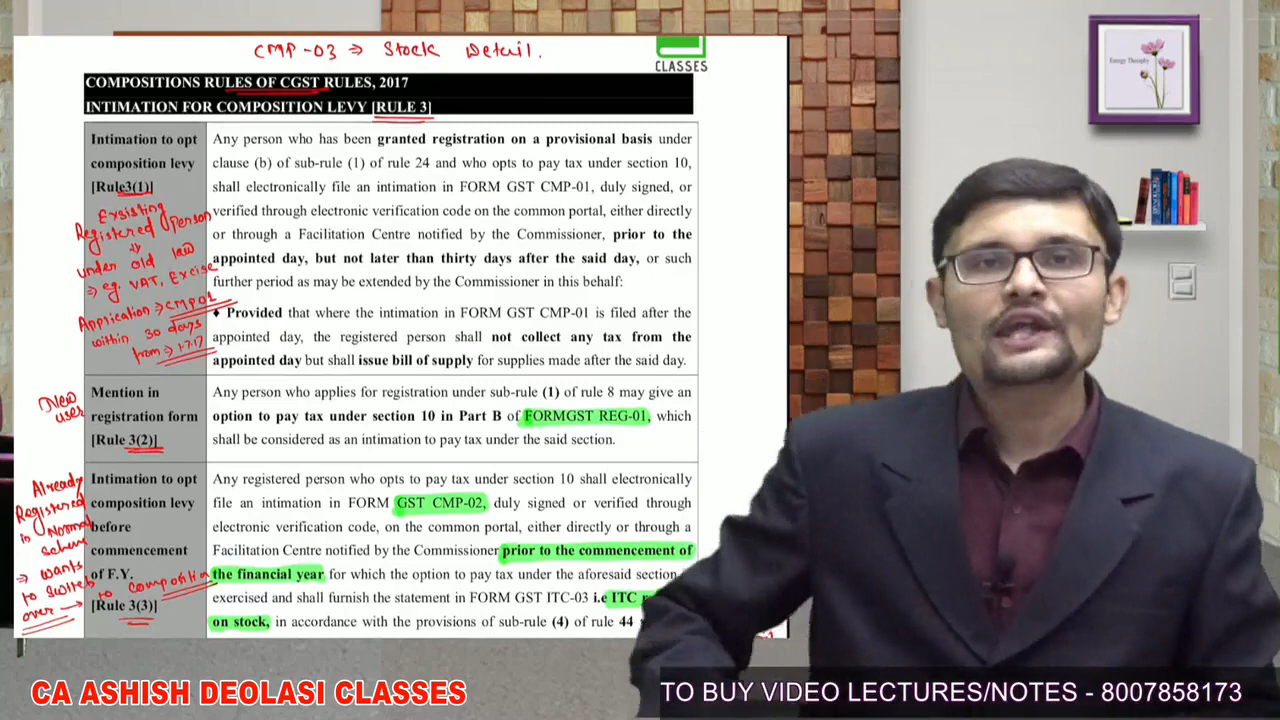 CMP-03 ⇒ Stock Detail.
CLASSES
COMPOSITIONS RULES OF CGST RULES, 2017
INTIMATION FOR COMPOSITION LEVY [RULE 3]
Intimation to opt
composition levy
[Rule3(1)]
Exsisting
Registered person
under old law
⇒ eg. VAT, Excise
Application ⇒ CMP01
within 30 days
from ⇒ 1.7.17
Any person who has been granted registration on a provisional basis under
clause (b) of sub-rule (1) of rule 24 and who opts to pay tax under section 10,
shall electronically file an intimation in FORM GST CMP-01, duly signed, or
verified through electronic verification code on the common portal, either directly
or through a Facilitation Centre notified by the Commissioner, prior to the
appointed day, but not later than thirty days after the said day, or such
further period as may be extended by the Commissioner in this behalf:
♦ Provided that where the intimation in FORM GST CMP-01 is filed after the
appointed day, the registered person shall not collect any tax from the
appointed day but shall issue bill of supply for supplies made after the said day.
New
user
Mention in
registration form
[Rule 3(2)]
Any person who applies for registration under sub-rule (1) of rule 8 may give an
option to pay tax under section 10 in Part B of FORMGST REG-01, which
shall be considered as an intimation to pay tax under the said section.
Already
Registered
in Normal
scheme
⇒ wants
to switch
over → to composition
Intimation to opt
composition levy
before
commencement
of F.Y.
[Rule 3(3)]
Any registered person who opts to pay tax under section 10 shall electronically
file an intimation in FORM GST CMP-02, duly signed or verified through
electronic verification code, on the common portal, either directly or through a
Facilitation Centre notified by the Commissioner prior to the commencement of
the financial year for which the option to pay tax under the aforesaid section
exercised and shall furnish the statement in FORM GST ITC-03 i.e ITC
on stock, in accordance with the provisions of sub-rule (4) of rule 44
Energy Theraphy
CA ASHISH DEOLASI CLASSES
TO BUY VIDEO LECTURES/NOTES - 8007858173